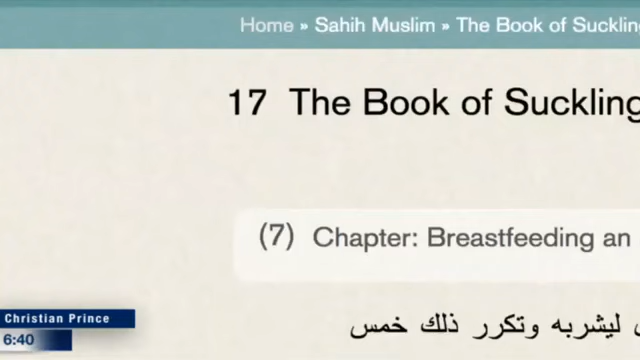 Home » Sahih Muslim » The Book of Suckling
17 The Book of Suckling
(7) Chapter: Breastfeeding an
ليشربه وتكرر ذلك خمس
Christian Prince
6:40